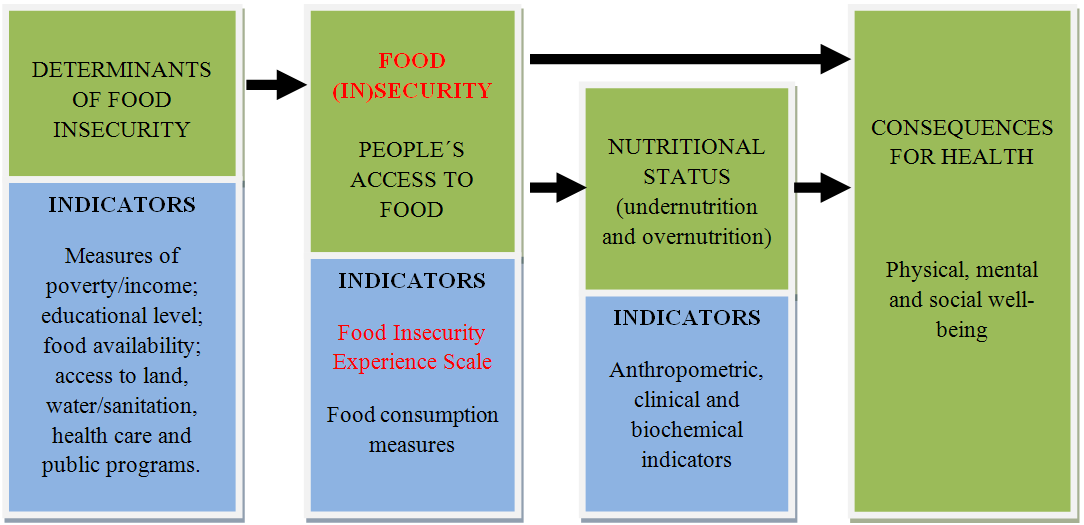 DETERMINANTS
OF FOOD
INSECURITY
INDICATORS
Measures of
poverty/income;
educational level;
food availability;
access to land,
water/sanitation,
health care and
public programs.
FOOD
(IN)SECURITY
PEOPLE´S
ACCESS TO
FOOD
INDICATORS
Food Insecurity
Experience Scale
Food consumption
measures
NUTRITIONAL
STATUS
(undernutrition
and overnutrition)
INDICATORS
Anthropometric,
clinical and
biochemical
indicators
CONSEQUENCES
FOR HEALTH
Physical, mental
and social well-
being